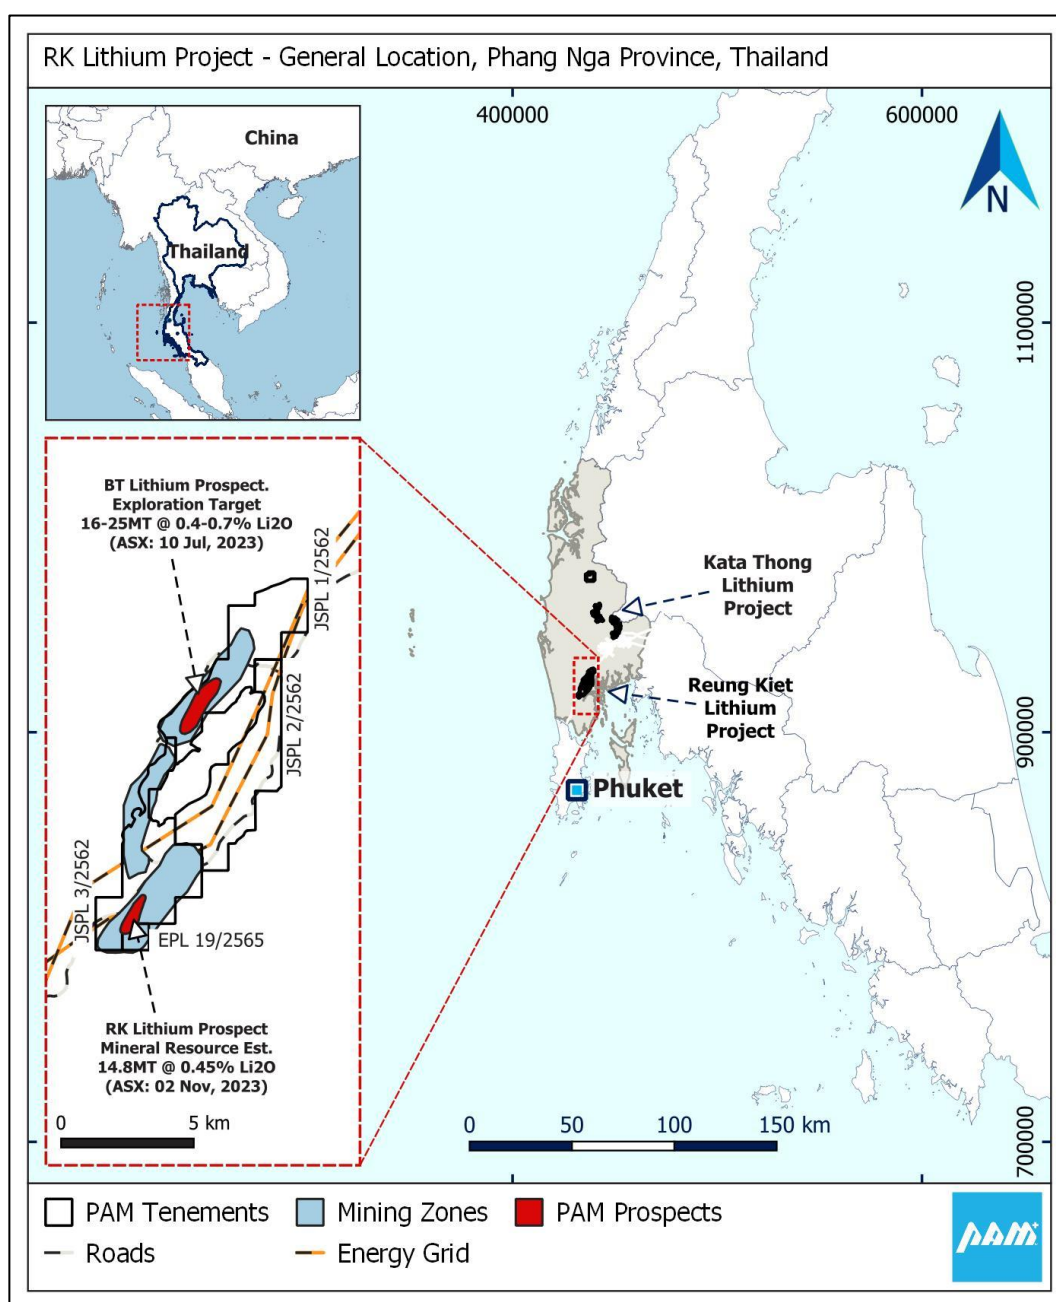 RK Lithium Project - General Location, Phang Nga Province, Thailand
400000
600000
China
Thailand
N
1100000
BT Lithium Prospect.
Exploration Target
16-25MT @ 0.4-0.7% Li2O
(ASX: 10 Jul, 2023)
JSPL 1/2562
JSPL 2/2562
Kata Thong
Lithium
Project
Reung Kiet
Lithium
Project
900000
Phuket
JSPL 3/2562
EPL 19/2565
RK Lithium Prospect
Mineral Resource Est.
14.8MT @ 0.45% Li2O
(ASX: 02 Nov, 2023)
0 5 km
0 50 100 150 km
700000
PAM Tenements
Mining Zones
PAM Prospects
Roads
Energy Grid
PAM+